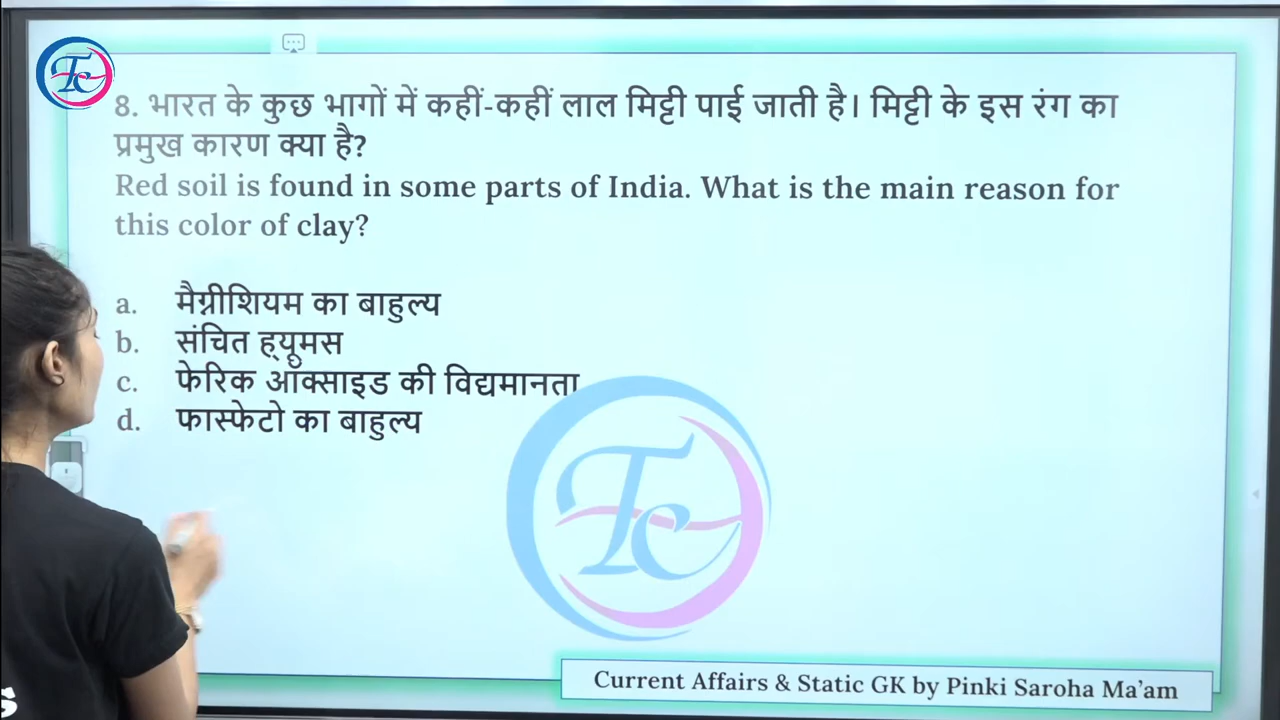 Tc
8. भारत के कुछ भागों में कहीं-कहीं लाल मिट्टी पाई जाती है। मिट्टी के इस रंग का
प्रमुख कारण क्या है?
Red soil is found in some parts of India. What is the main reason for
this color of clay?
a. मैग्नीशियम का बाहुल्य
b. संचित ह्यूमस
c. फेरिक ऑक्साइड की विद्यमानता
d. फास्फेटो का बाहुल्य
Tc
Current Affairs & Static GK by Pinki Saroha Ma'am